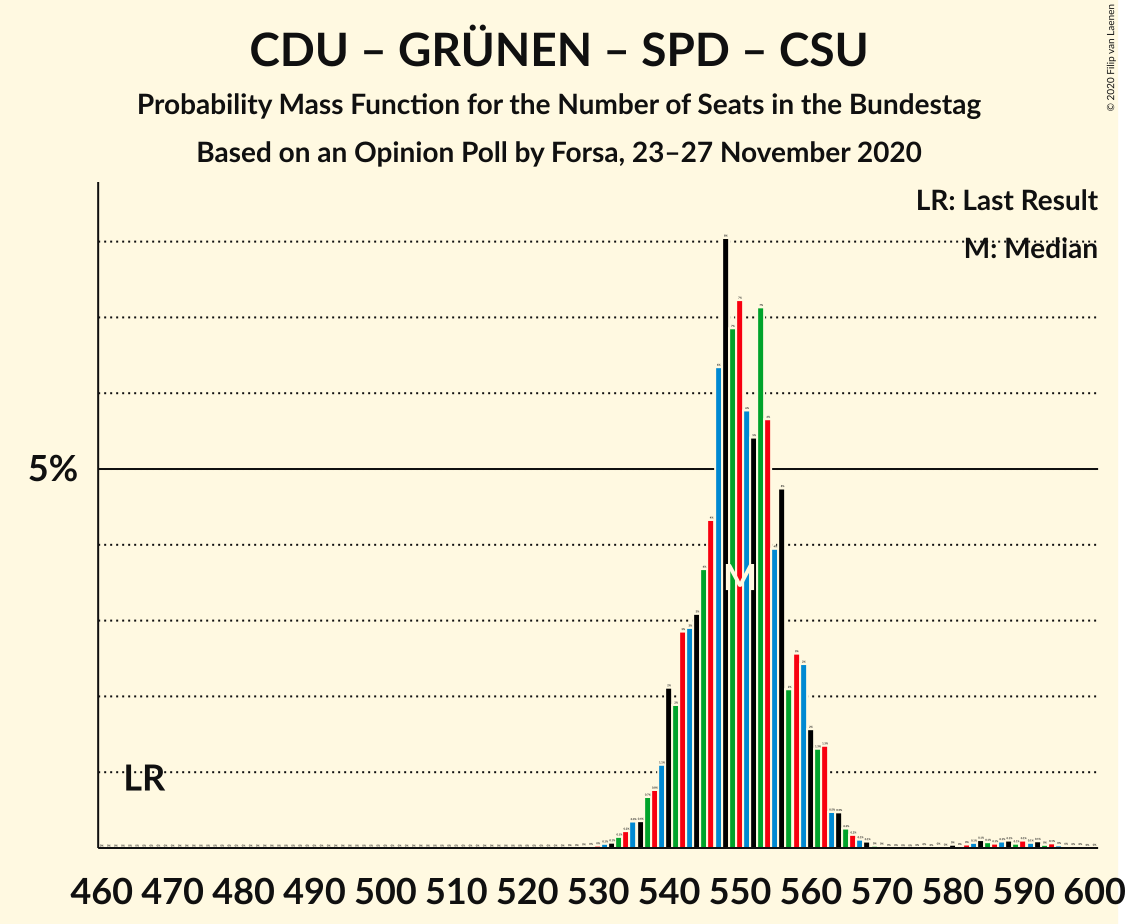 CDU – GRÜNEN – SPD – CSU
Probability Mass Function for the Number of Seats in the Bundestag
Based on an Opinion Poll by Forsa, 23–27 November 2020
© 2020 Filip van Laenen
LR: Last Result
M: Median
5%
M
LR
460 470 480 490 500 510 520 530 540 550 560 570 580 590 600